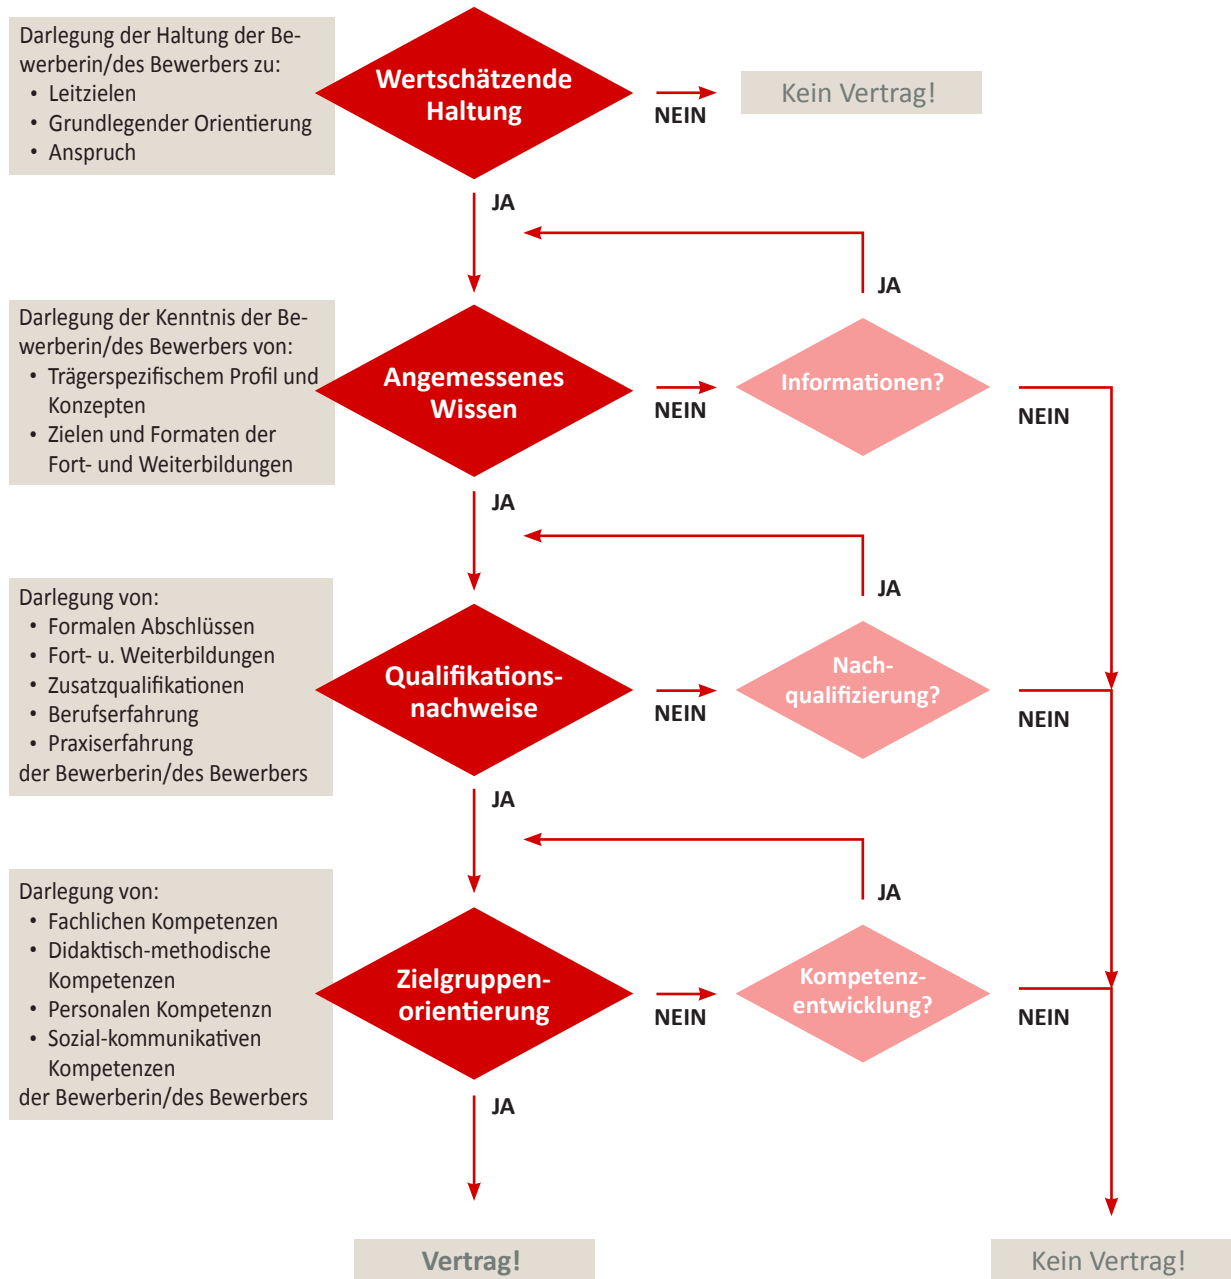 Darlegung der Haltung der Be-
werberin/des Bewerbers zu:
• Leitzielen
• Grundlegender Orientierung
• Anspruch
Wertschätzende
Haltung
NEIN
Kein Vertrag!
JA
JA
Darlegung der Kenntnis der Be-
werberin/des Bewerbers von:
• Trägerspezifischem Profil und
Konzepten
• Zielen und Formaten der
Fort- und Weiterbildungen
Angemessenes
Wissen
NEIN
Informationen?
NEIN
JA
JA
Darlegung von:
• Formalen Abschlüssen
• Fort- u. Weiterbildungen
• Zusatzqualifikationen
• Berufserfahrung
• Praxiserfahrung
der Bewerberin/des Bewerbers
Qualifikations-
nachweise
NEIN
Nach-
qualifizierung?
NEIN
JA
JA
Darlegung von:
• Fachlichen Kompetenzen
• Didaktisch-methodische
Kompetenzen
• Personalen Kompetenzn
• Sozial-kommunikativen
Kompetenzen
der Bewerberin/des Bewerbers
Zielgruppen-
orientierung
NEIN
Kompetenz-
entwicklung?
NEIN
JA
Vertrag!
Kein Vertrag!